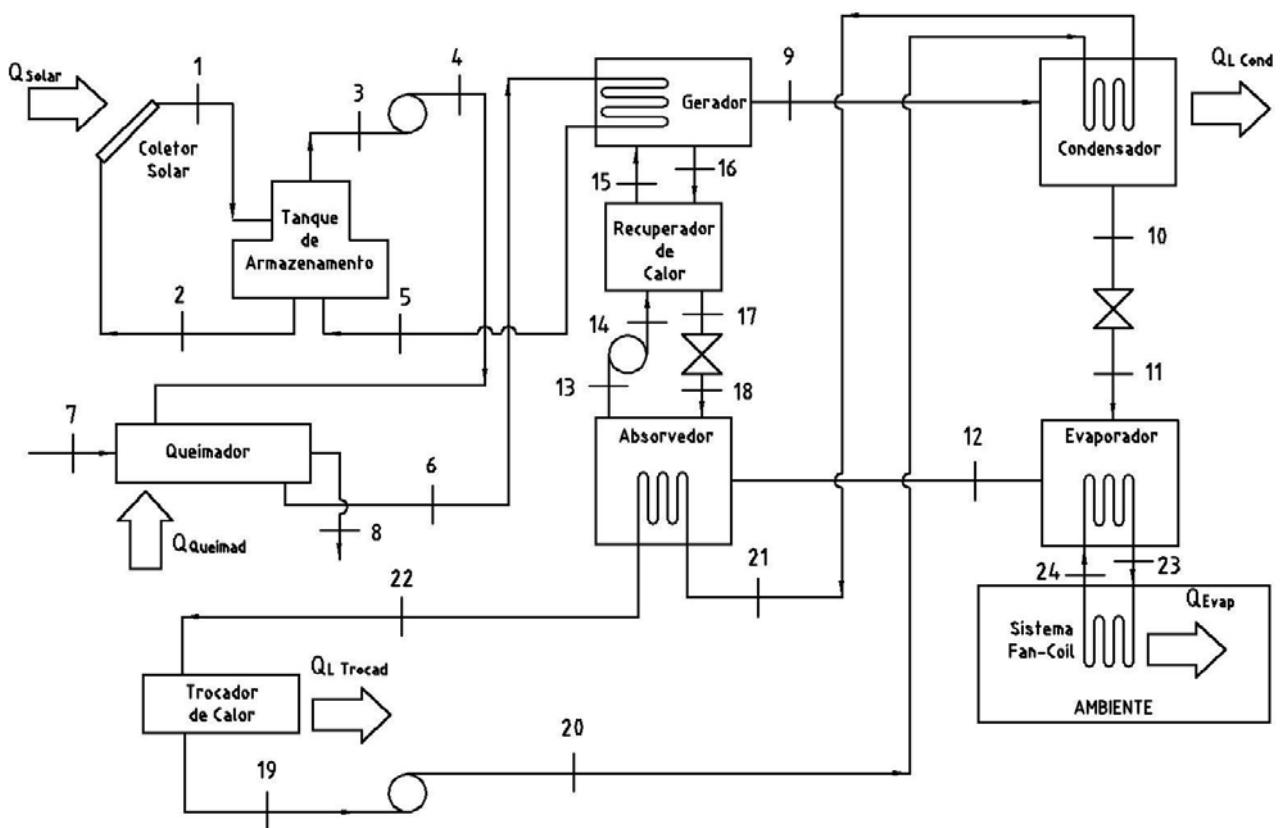 Q Solar
1
3
4
9
Q L Cond
Coletor
Solar
Gerador
Condensador
15
16
Tanque
de
Armazenamento
Recuperador
de
Calor
10
2
5
14
17
13
18
11
7
Queimador
6
8
Q Queimad
Absorvedor
12
Evaporador
21
22
24
23
Q Evap
Sistema
Fan-Coil
AMBIENTE
Trocador
de Calor
Q L Trocad
19
20